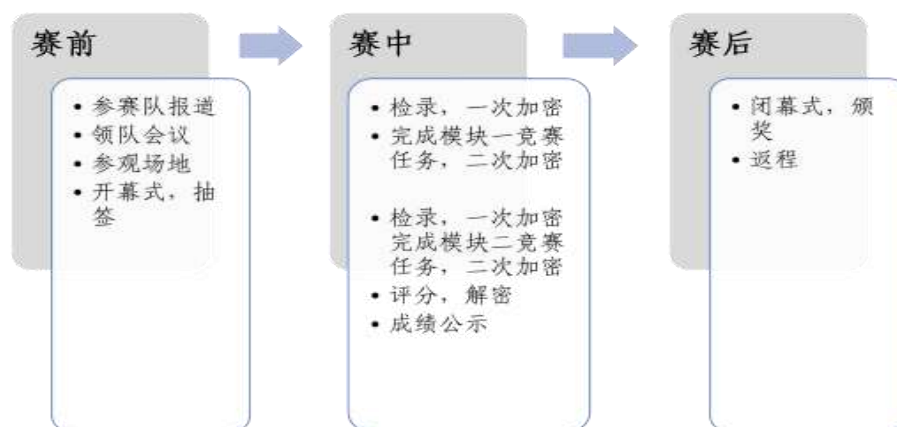 赛前
• 参赛队报道
• 领队会议
• 参观场地
• 开幕式，抽
签
赛中
• 检录，一次加密
• 完成模块一竞赛
任务，二次加密
• 检录，一次加密
完成模块二竞赛
任务，二次加密
• 评分，解密
• 成绩公示
赛后
• 闭幕式，颁
奖
• 返程